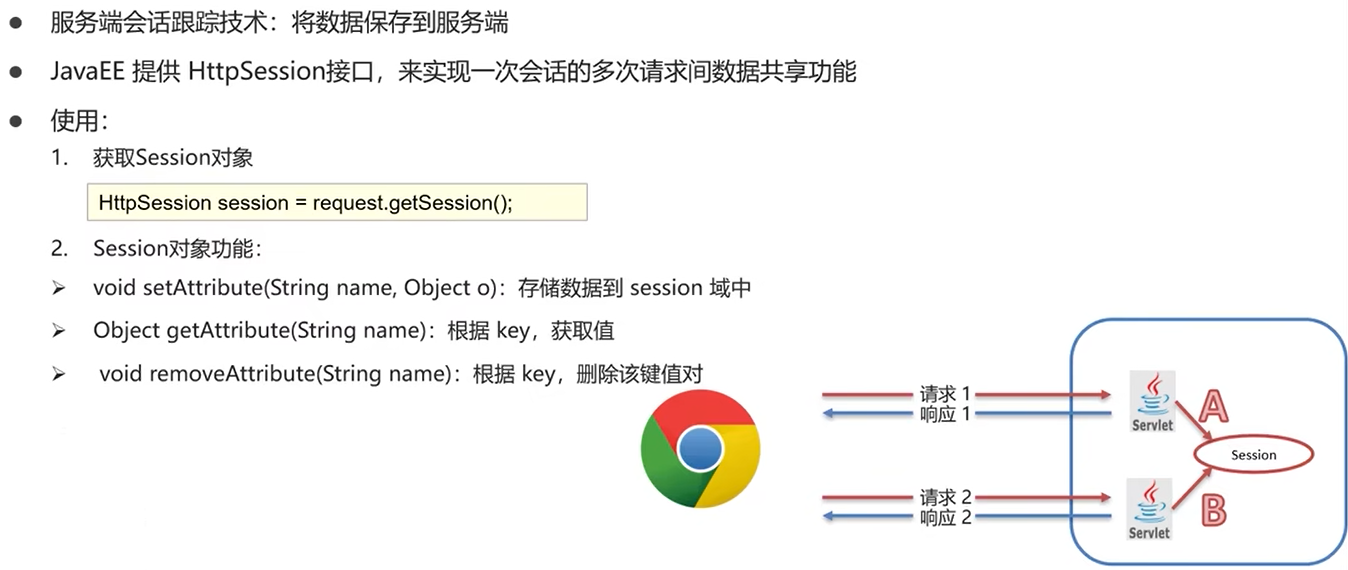 ● 服务端会话跟踪技术：将数据保存到服务端
● JavaEE 提供 HttpSession接口，来实现一次会话的多次请求间数据共享功能
● 使用：
1. 获取Session对象
HttpSession session = request.getSession();
2. Session对象功能：
➢ void setAttribute(String name, Object o)：存储数据到 session 域中
➢ Object getAttribute(String name)：根据 key，获取值
➢ void removeAttribute(String name)：根据 key，删除该键值对
请求 1
响应 1
Servlet
A
Session
请求 2
响应 2
Servlet
B